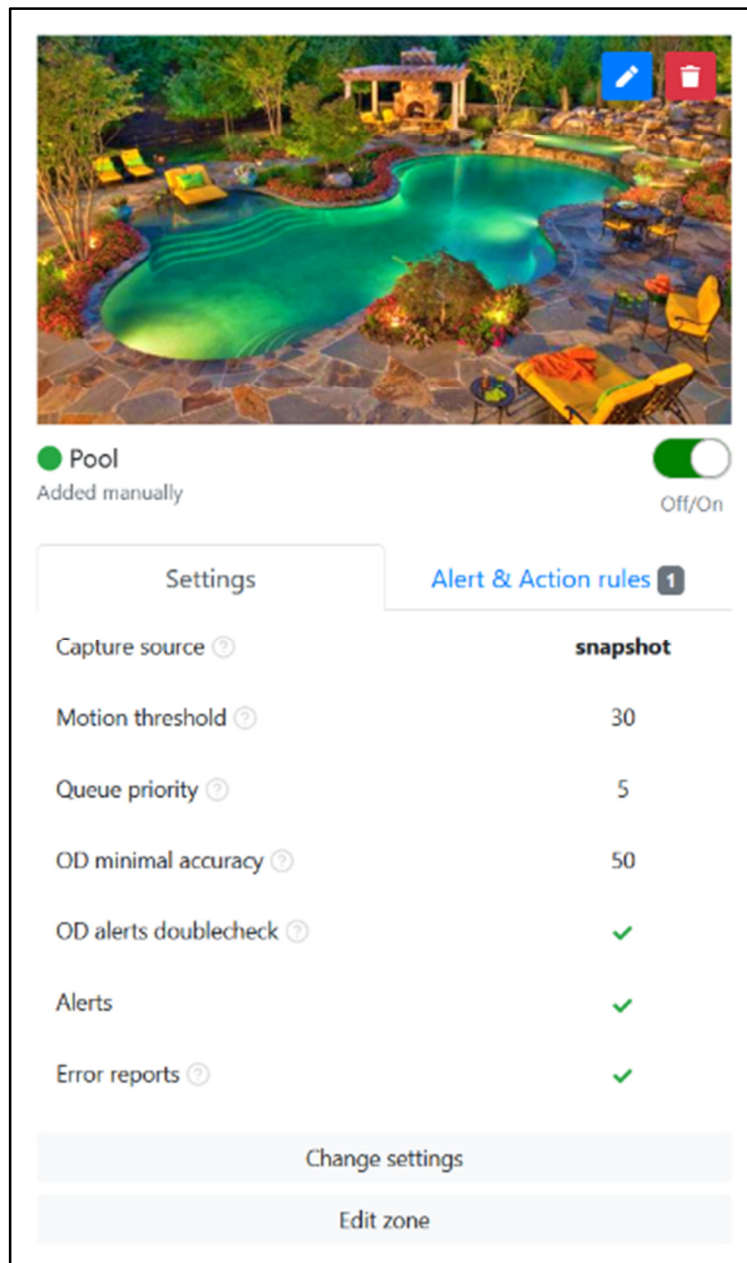 Pool
Added manually
Off/On
Settings
Alert & Action rules 1
Capture source ?
snapshot
Motion threshold ?
30
Queue priority ?
5
OD minimal accuracy ?
50
OD alerts doublecheck ?
Alerts
Error reports ?
Change settings
Edit zone